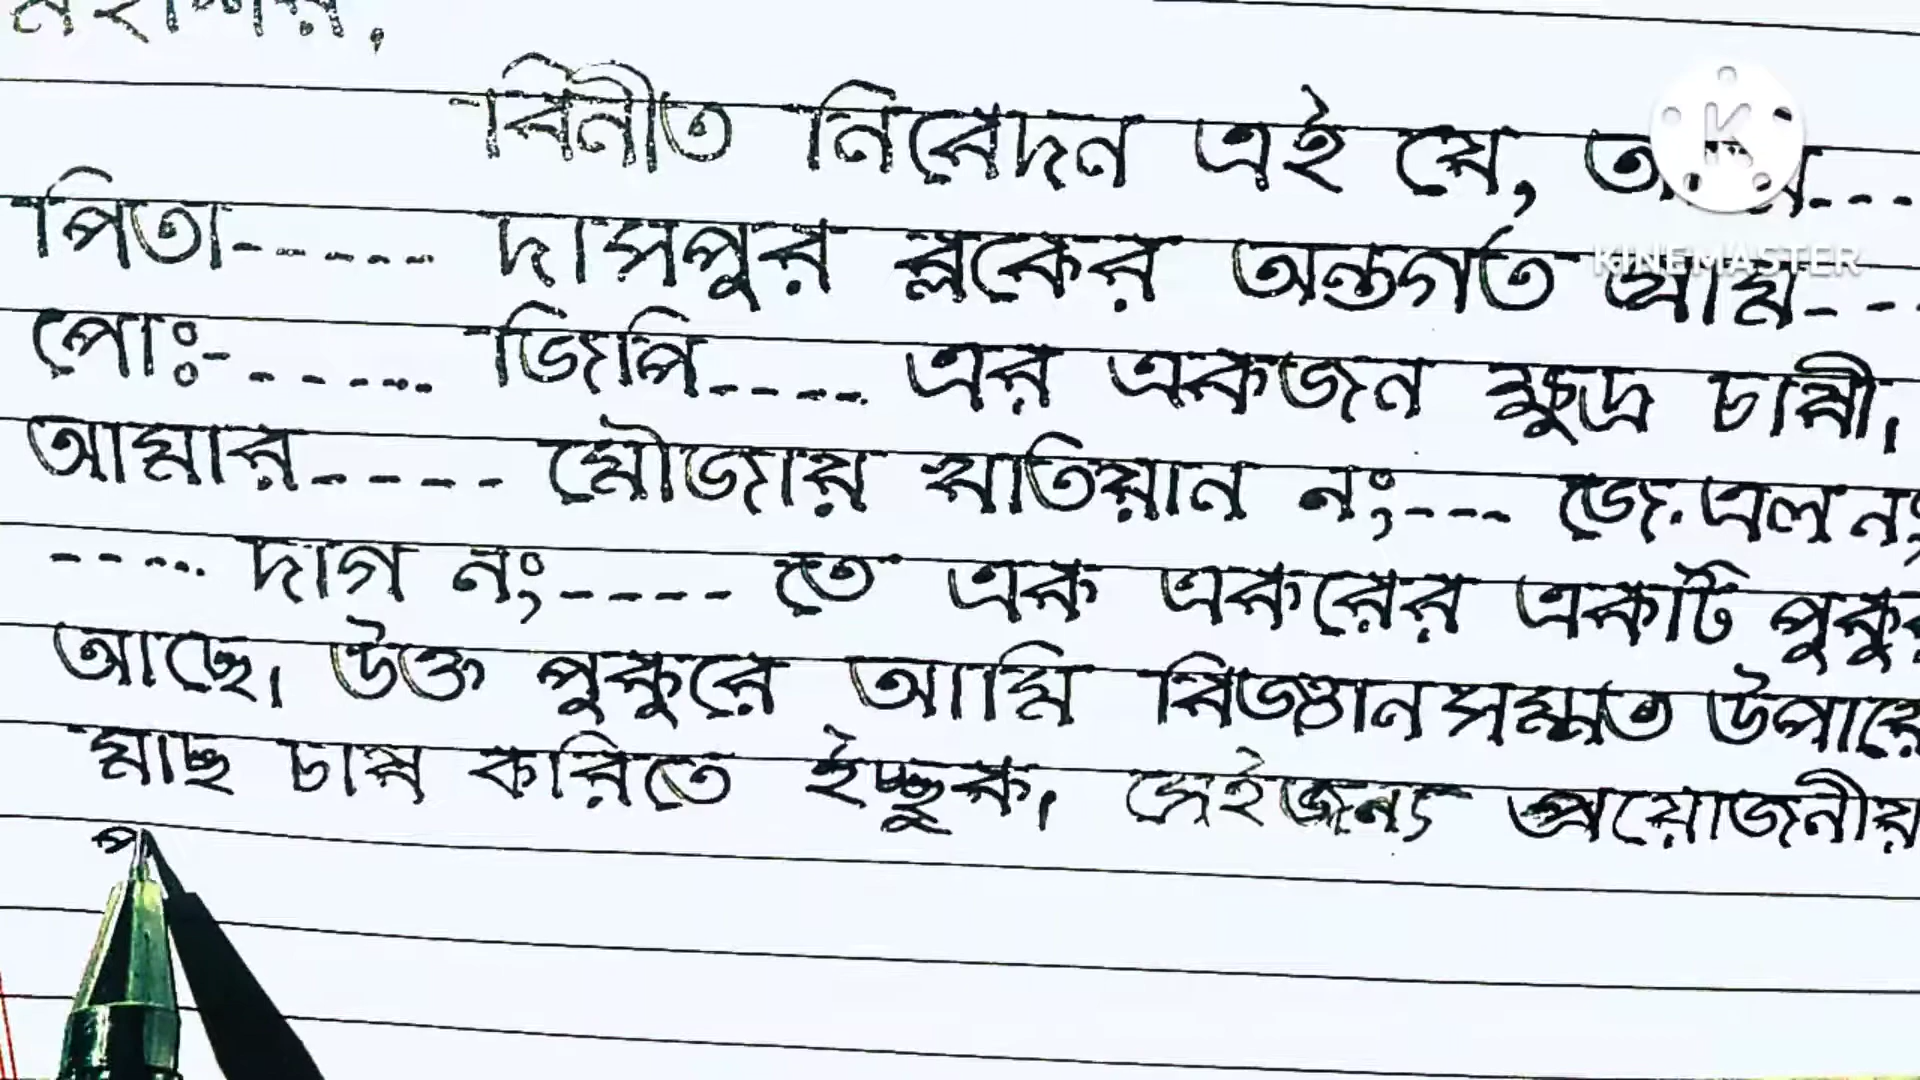 মহাশয়,
বিনীত নিবেদন এই যে, আমি---
পিতা------ দাসপুর ব্লকের অন্তর্গত গ্রাম---
পোঃ-...... জিপি..... এর একজন ক্ষুদ্র চাষী।
আমার----- মৌজায় খতিয়ান নং--- জে.এল নং
..... দাগ নং----- তে এক একরের একটি পুকুর
আছে। উক্ত পুকুরে আমি বিজ্ঞানসম্মত উপায়ে
মাছ চাষ করিতে ইচ্ছুক। সেইজন্য প্রয়োজনীয়
প
KINEMASTER